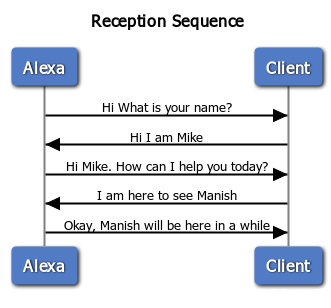 Reception Sequence
Alexa Client
Hi What is your name?
Hi I am Mike
Hi Mike. How can I help you today?
I am here to see Manish
Okay, Manish will be here in a while
Alexa Client